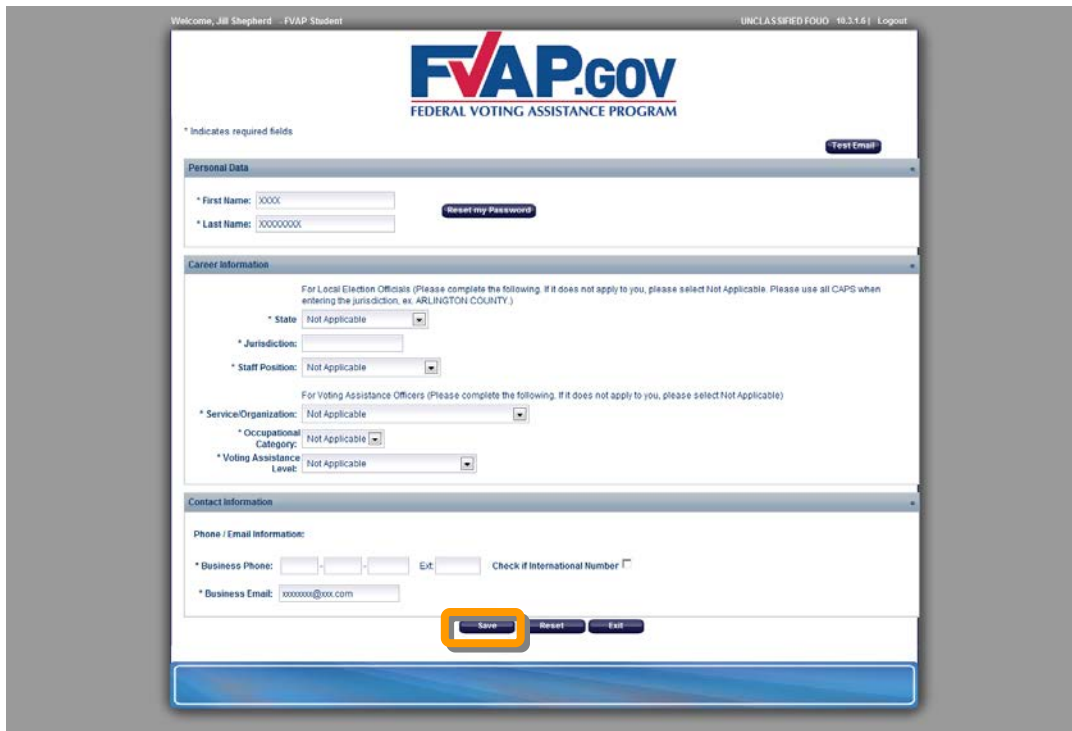 Welcome, Jill Shepherd - FVAP Student UNCLASSIFIED FOUO 10.3.1.6 | Logout
FVAP.GOV
FEDERAL VOTING ASSISTANCE PROGRAM
* Indicates required fields
Test Email
Personal Data
* First Name: XXXX
Reset my Password
* Last Name: XXXXXXXX
Career Information
For Local Election Officials (Please complete the following. If it does not apply to you, please select Not Applicable. Please use all CAPS when
entering the jurisdiction, ex. ARLINGTON COUNTY.)
* State Not Applicable
* Jurisdiction:
* Staff Position: Not Applicable
For Voting Assistance Officers (Please complete the following. If it does not apply to you, please select Not Applicable)
* Service/Organization: Not Applicable
* Occupational
Category: Not Applicable
* Voting Assistance
Level: Not Applicable
Contact Information
Phone / Email Information:
* Business Phone: - - Ext: Check if International Number
* Business Email: xxxxxxx@xxx.com
Save Reset Exit